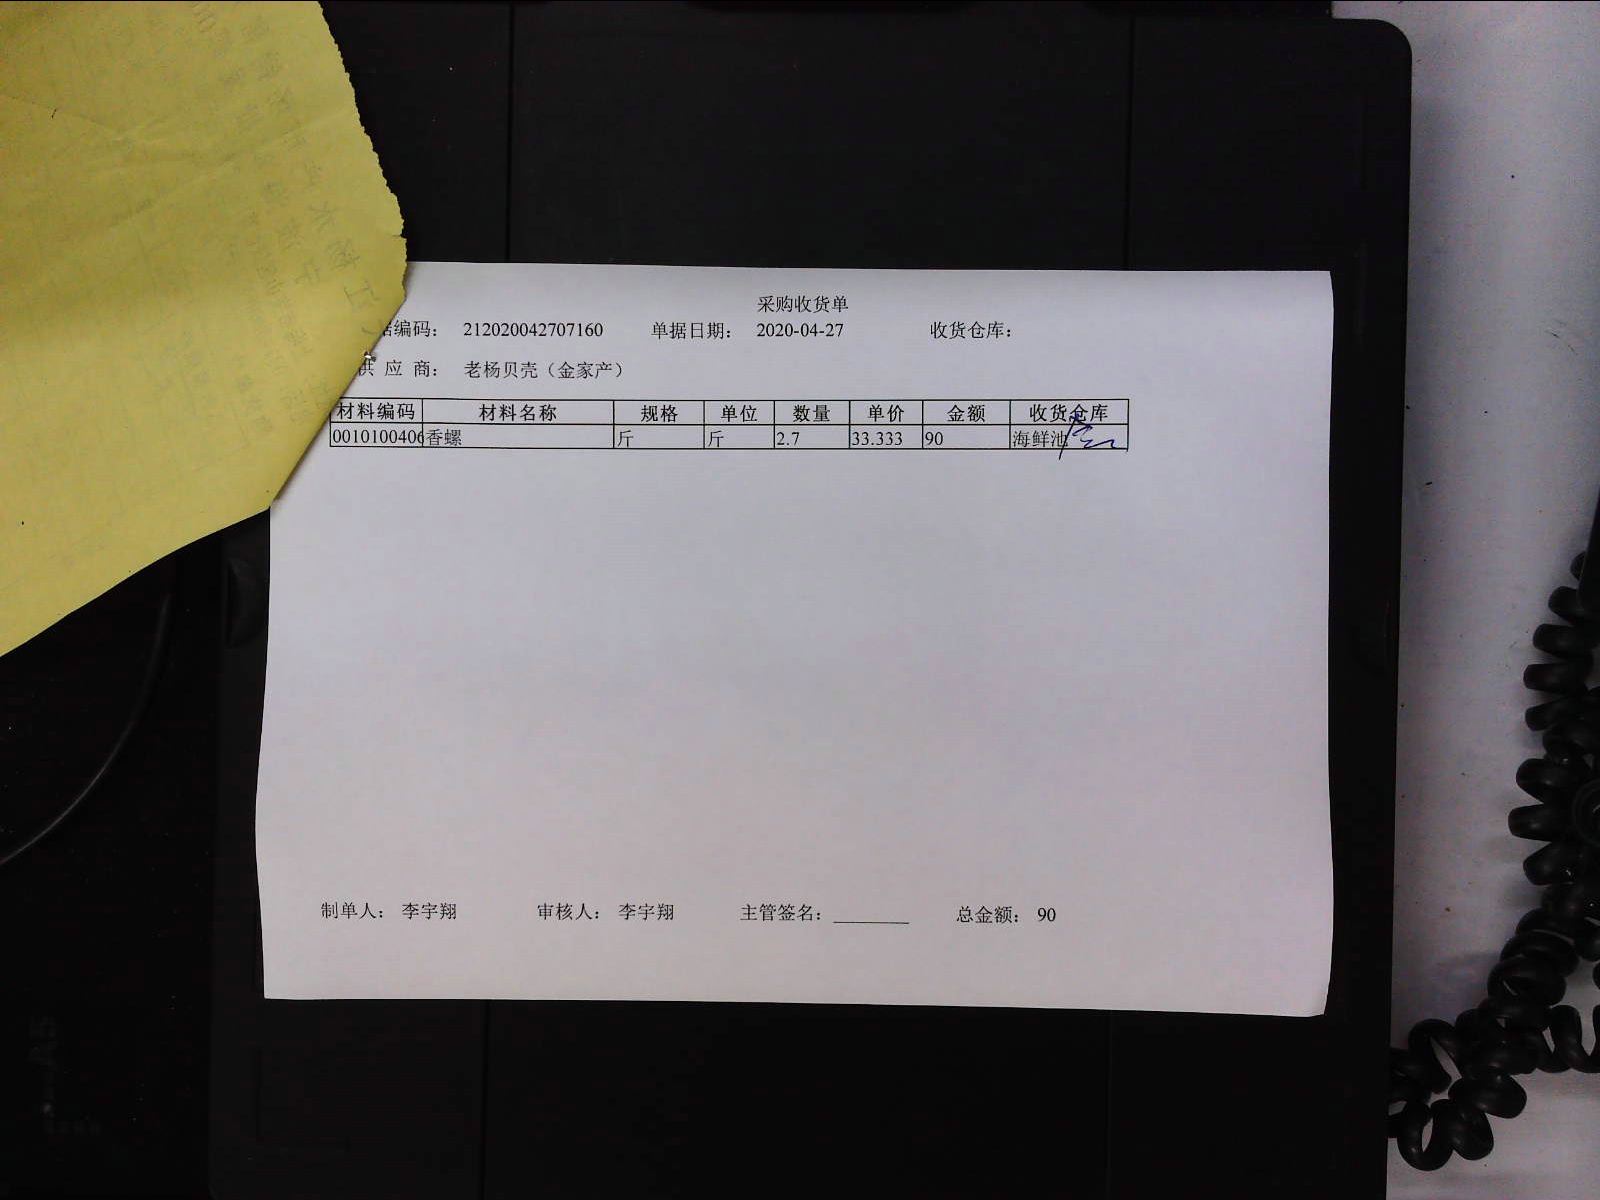 采购收货单
据编码： 212020042707160 单据日期： 2020-04-27 收货仓库：
供 应 商： 老杨贝壳（金家产）
材料编码 材料名称 规格 单位 数量 单价 金额 收货仓库
0010100406 香螺 斤 斤 2.7 33.333 90 海鲜池
制单人： 李宇翔 审核人： 李宇翔 主管签名： 总金额： 90